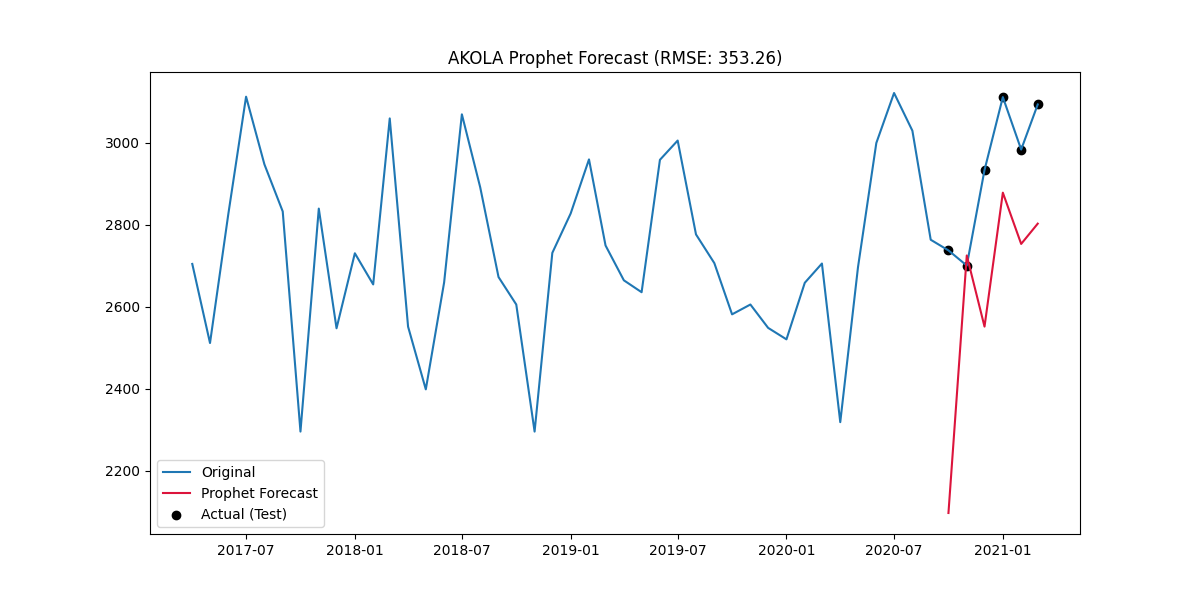 AKOLA Prophet Forecast (RMSE: 353.26)
3000
2800
2600
2400
2200
Original
Prophet Forecast
Actual (Test)
2017-07 2018-01 2018-07 2019-01 2019-07 2020-01 2020-07 2021-01